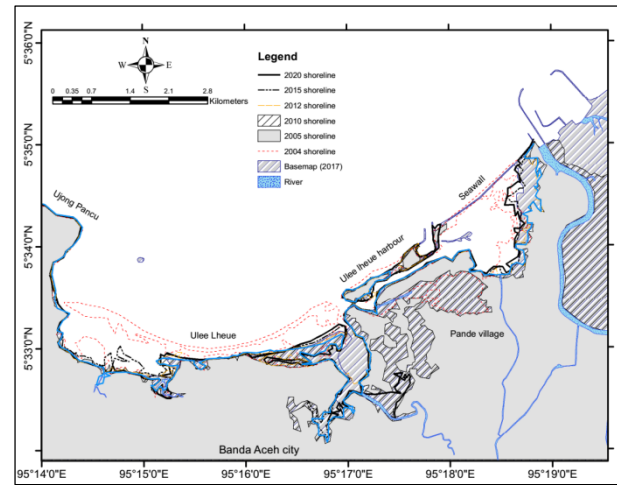 5°36'0"N
5°35'0"N
5°34'0"N
5°33'0"N
N
W
E
S
0 0.35 0.7 1.4 2.1 2.8
Kilometers
Legend
2020 shoreline
2015 shoreline
2012 shoreline
2010 shoreline
2005 shoreline
2004 shoreline
Basemap (2017)
River
Ujong Pancu
Seawall
Ulee lheue harbour
Ulee Lheue
Pande village
Banda Aceh city
95°14'0"E 95°15'0"E 95°16'0"E 95°17'0"E 95°18'0"E 95°19'0"E